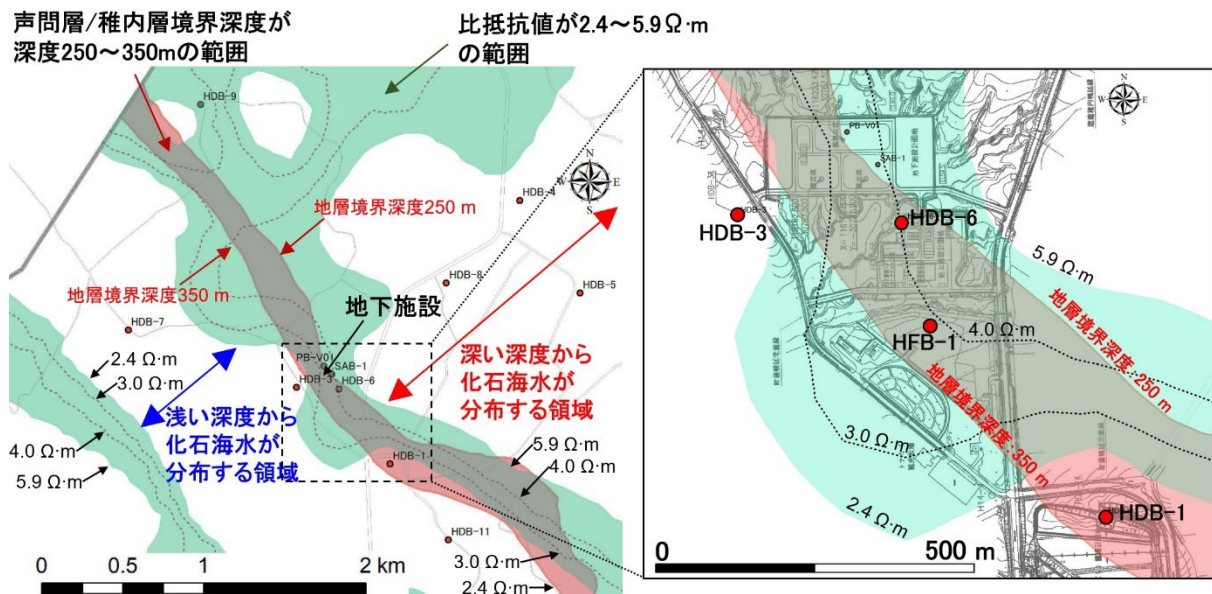 声問層/稚内層境界深度が
深度250～350mの範囲
比抵抗値が2.4～5.9Ω·m
の範囲
HDB-9
N
W
E
S
HDB-4
地層境界深度250 m
地層境界深度350 m
HDB-8
HDB-5
地下施設
HDB-7
PB-V01
SAB-1
HDB-3
HDB-6
深い深度から
化石海水が
分布する領域
2.4 Ω·m
3.0 Ω·m
浅い深度から
化石海水が
分布する領域
4.0 Ω·m
5.9 Ω·m
HDB-1
5.9 Ω·m
4.0 Ω·m
HDB-11
3.0 Ω·m
2.4 Ω·m
0 0.5 1 2 km
N
W
E
S
PB-V01
SAB-1
HDB-3
HDB-3
HDB-6
5.9 Ω·m
地層境界深度:250 m
4.0 Ω·m
HFB-1
地層境界深度:350 m
3.0 Ω·m
2.4 Ω·m
HDB-1
0 500 m